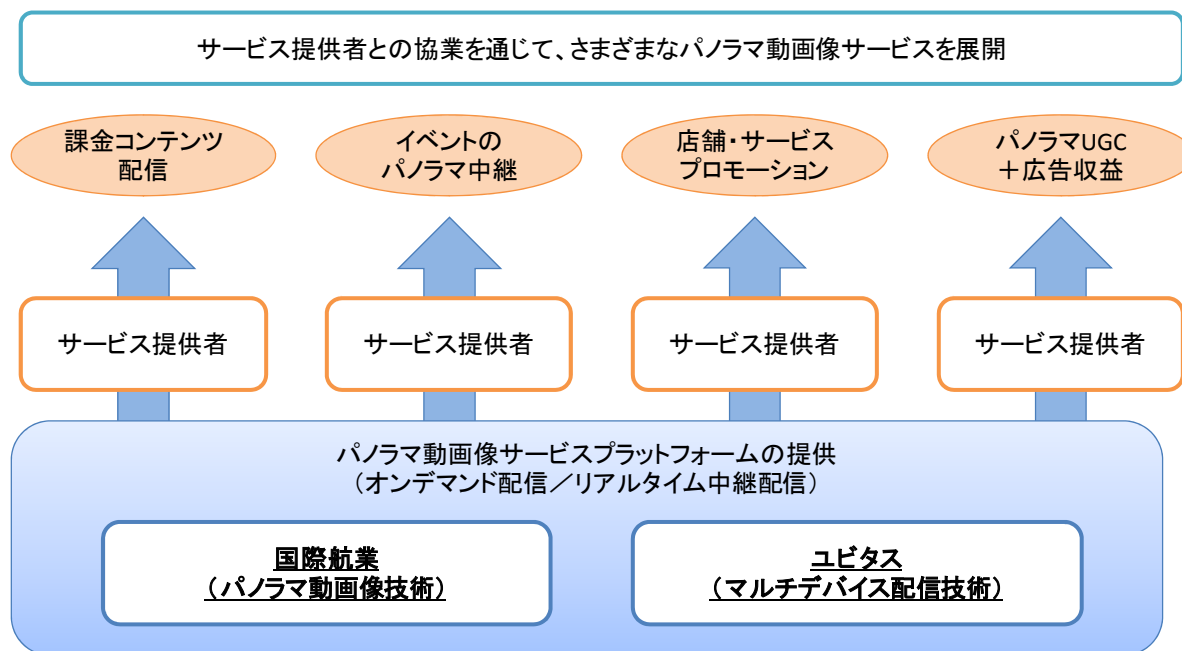 サービス提供者との協業を通じて、さまざまなパノラマ動画像サービスを展開
課金コンテンツ
配信
イベントの
パノラマ中継
店舗・サービス
プロモーション
パノラマUGC
＋広告収益
サービス提供者
サービス提供者
サービス提供者
サービス提供者
パノラマ動画像サービスプラットフォームの提供
（オンデマンド配信／リアルタイム中継配信）
国際航業
（パノラマ動画像技術）
ユビタス
（マルチデバイス配信技術）